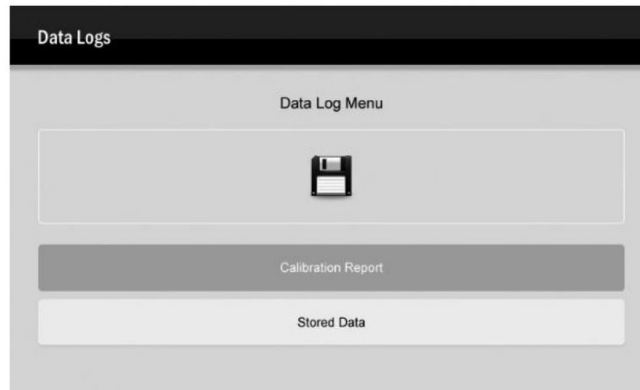 Data Logs
Data Log Menu
Calibration Report
Stored Data